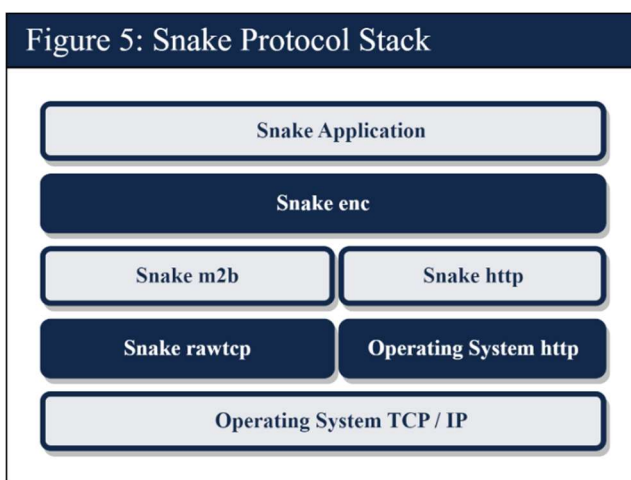 Figure 5: Snake Protocol Stack
Snake Application
Snake enc
Snake m2b
Snake http
Snake rawtcp
Operating System http
Operating System TCP / IP